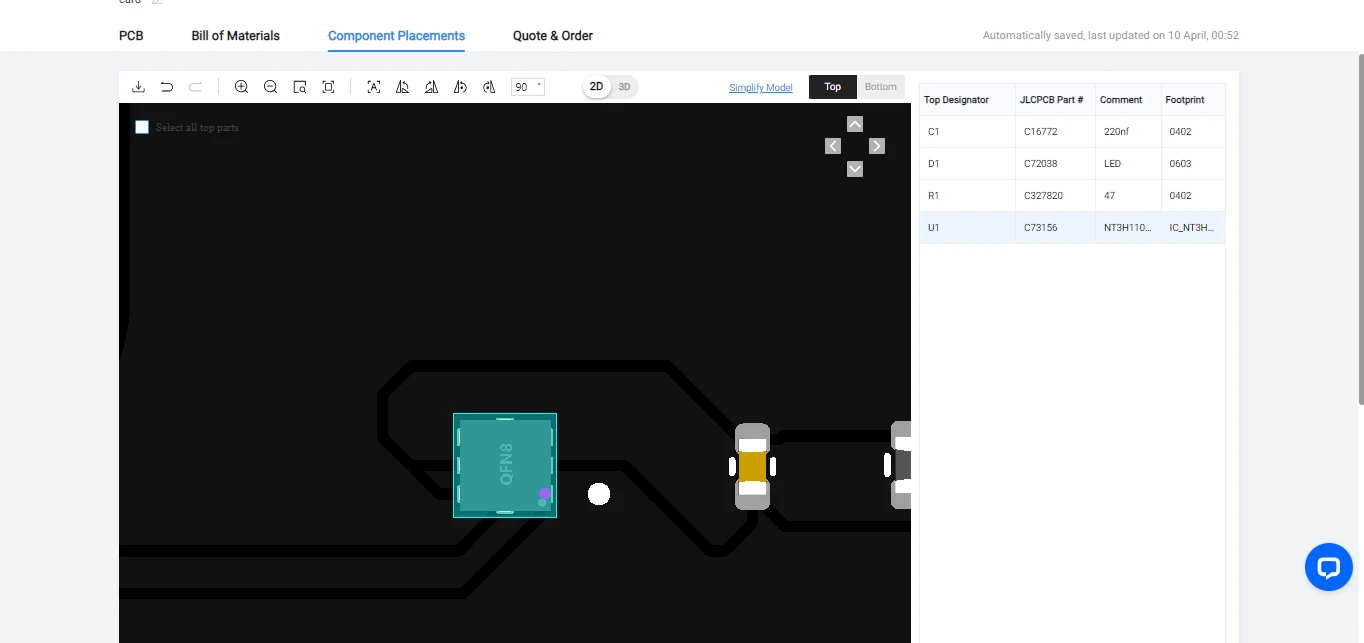 card
PCB Bill of Materials Component Placements Quote & Order Automatically saved, last updated on 10 April, 00:52
A 90 ° 2D 3D Simplify Model Top Bottom
Select all top parts
Top Designator JLCPCB Part # Comment Footprint
C1 C16772 220nf 0402
D1 C72038 LED 0603
R1 C327820 47 0402
U1 C73156 NT3H110... IC_NT3H...
QFN8